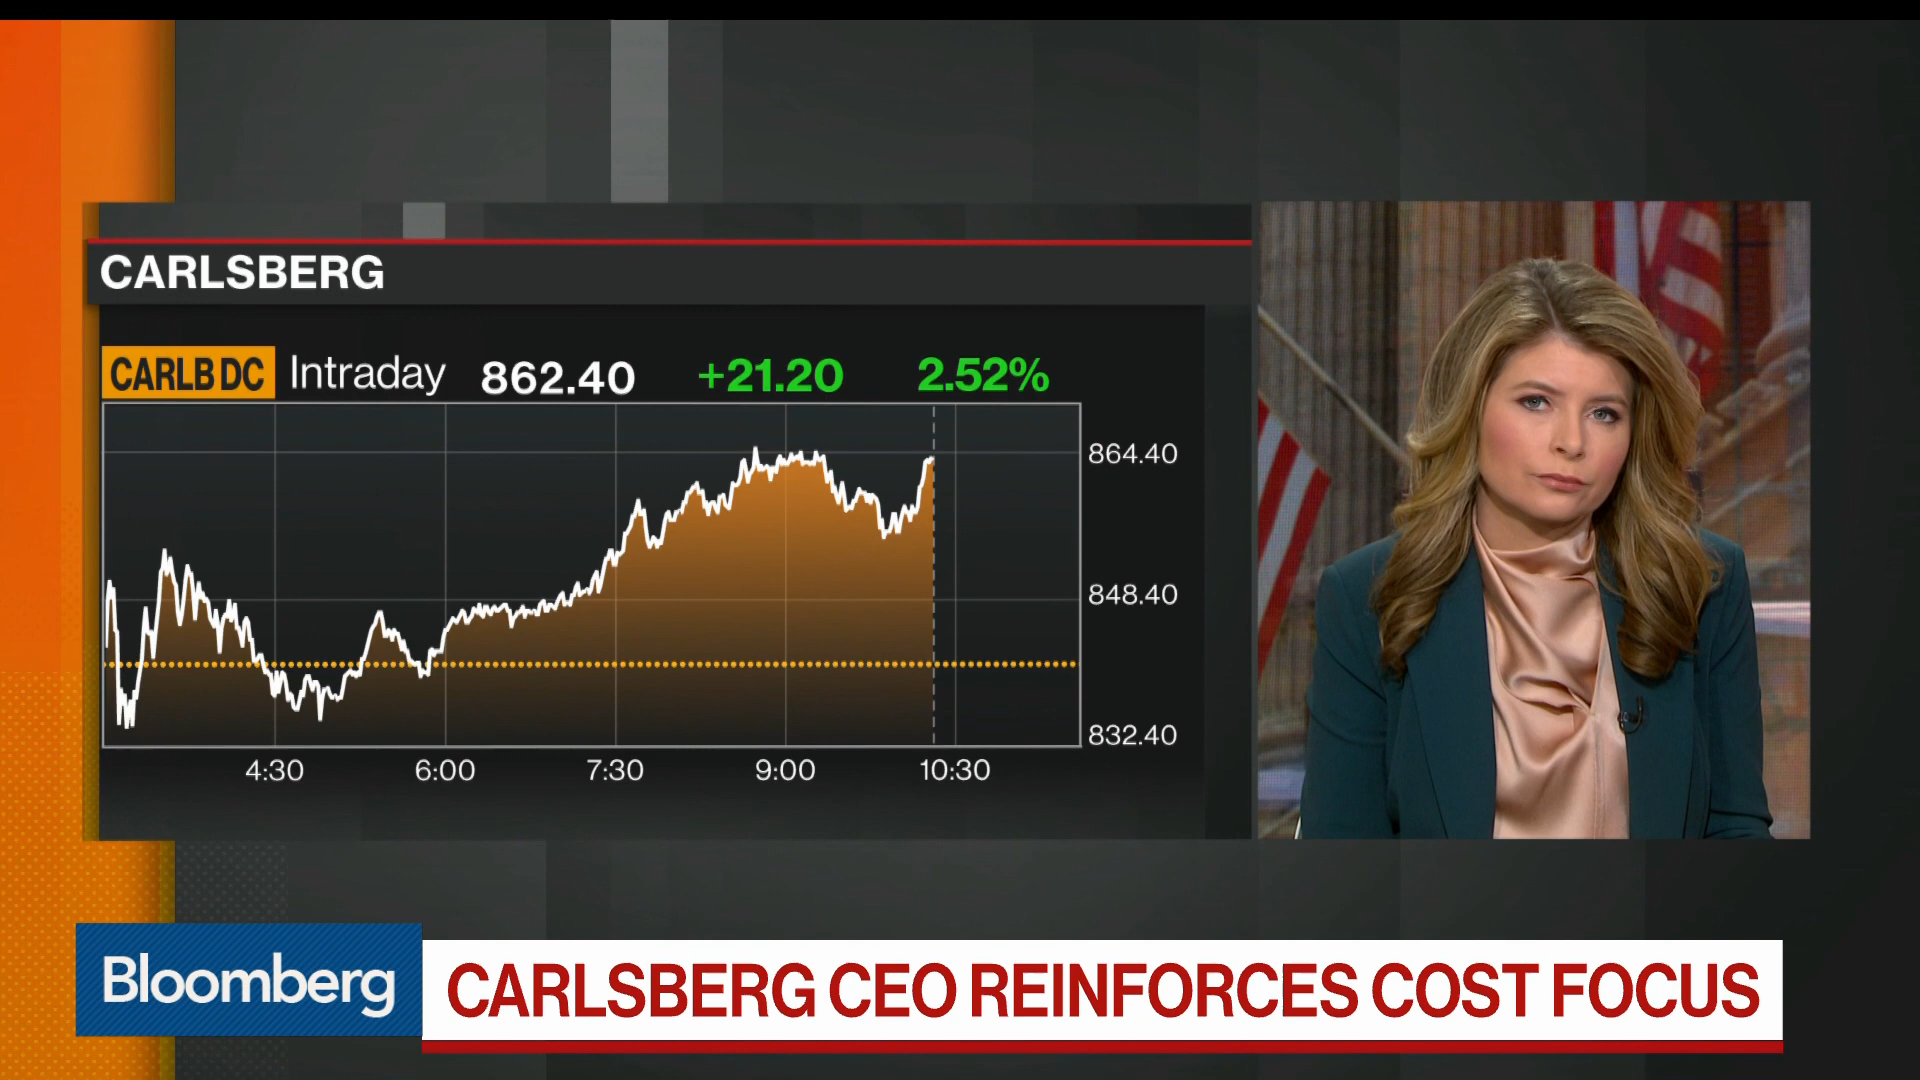 CARLSBERG
CARLB DC Intraday 862.40 +21.20 2.52%
864.40
848.40
832.40
4:30 6:00 7:30 9:00 10:30
Bloomberg
CARLSBERG CEO REINFORCES COST FOCUS